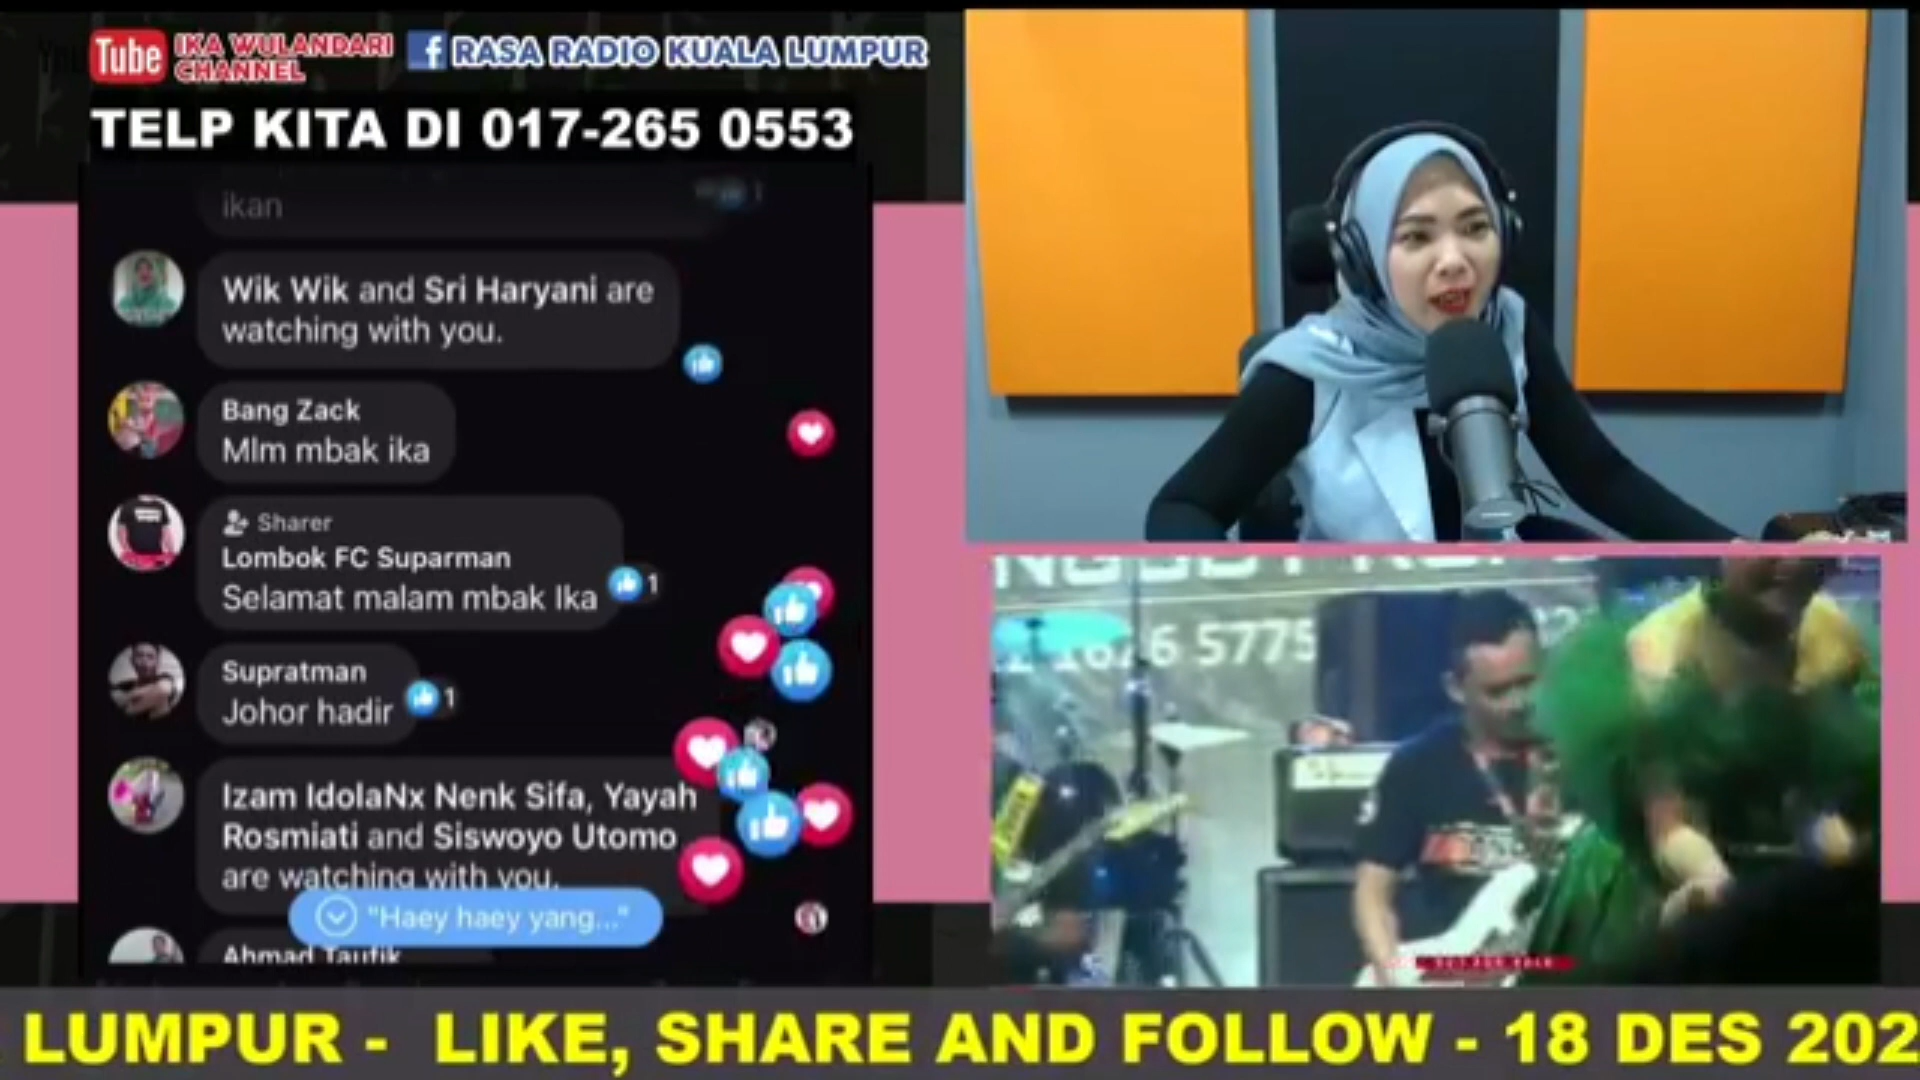 YouTube
IKA WULANDARI
CHANNEL
f RASA RADIO KUALA LUMPUR
TELP KITA DI 017-265 0553
ikan
1
Wik Wik and Sri Haryani are
watching with you.
Bang Zack
Mlm mbak ika
Sharer
Lombok FC Suparman
Selamat malam mbak Ika
1
Supratman
Johor hadir
1
Izam IdolaNx Nenk Sifa, Yayah
Rosmiati and Siswoyo Utomo
are watching with you.
"Haey haey yang..."
Ahmad Taufik
5775
LUMPUR - LIKE, SHARE AND FOLLOW - 18 DES 202